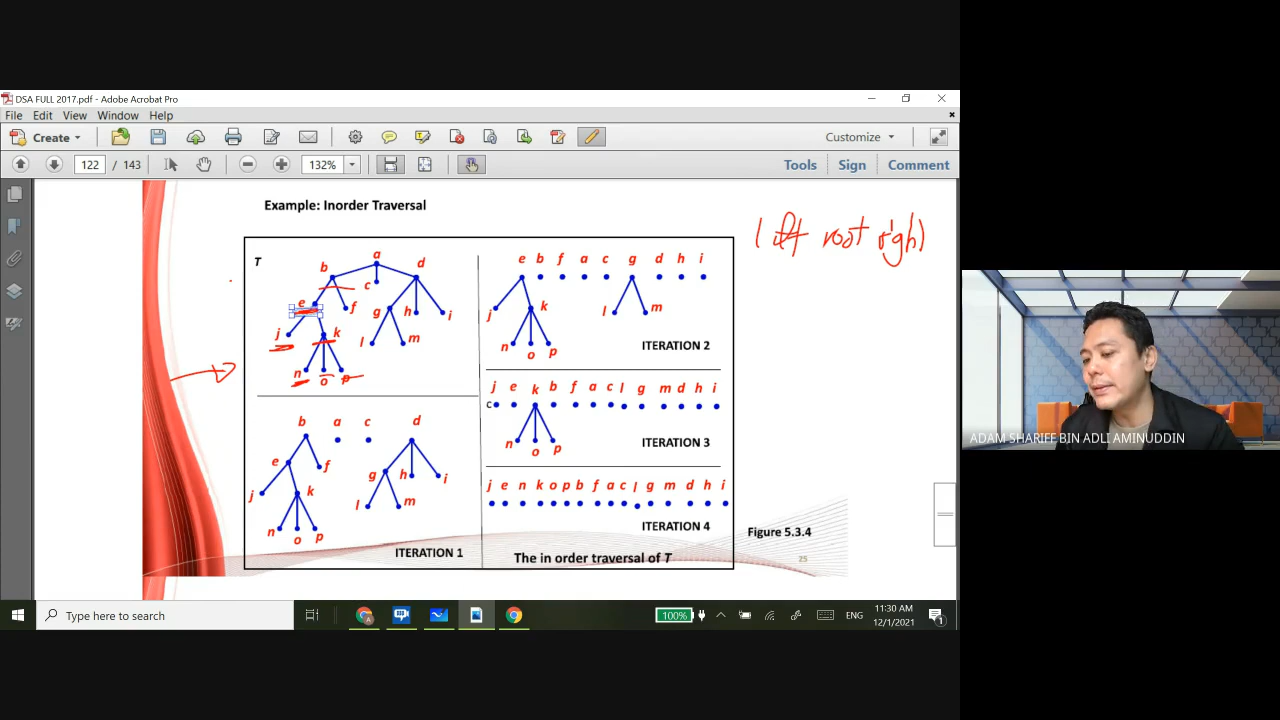 DSA FULL 2017.pdf - Adobe Acrobat Pro
File Edit View Window Help
Create
Customize
122 / 143
132%
Tools Sign Comment
Example: Inorder Traversal
left root right
T
a
b d
c
e f g h i
j k l m
n o p
b a c d
e f g h i
j k l m
n o p
ITERATION 1
e b f a c g d h i
j k l m
n o p
ITERATION 2
j e k b f a c l g m d h i
c
n o p
ITERATION 3
j e n k o p b f a c l g m d h i
ITERATION 4
The in order traversal of T
Figure 5.3.4
25
ADAM SHARIFF BIN ADLI AMINUDDIN
Type here to search
100%
ENG
11:30 AM
12/1/2021
1